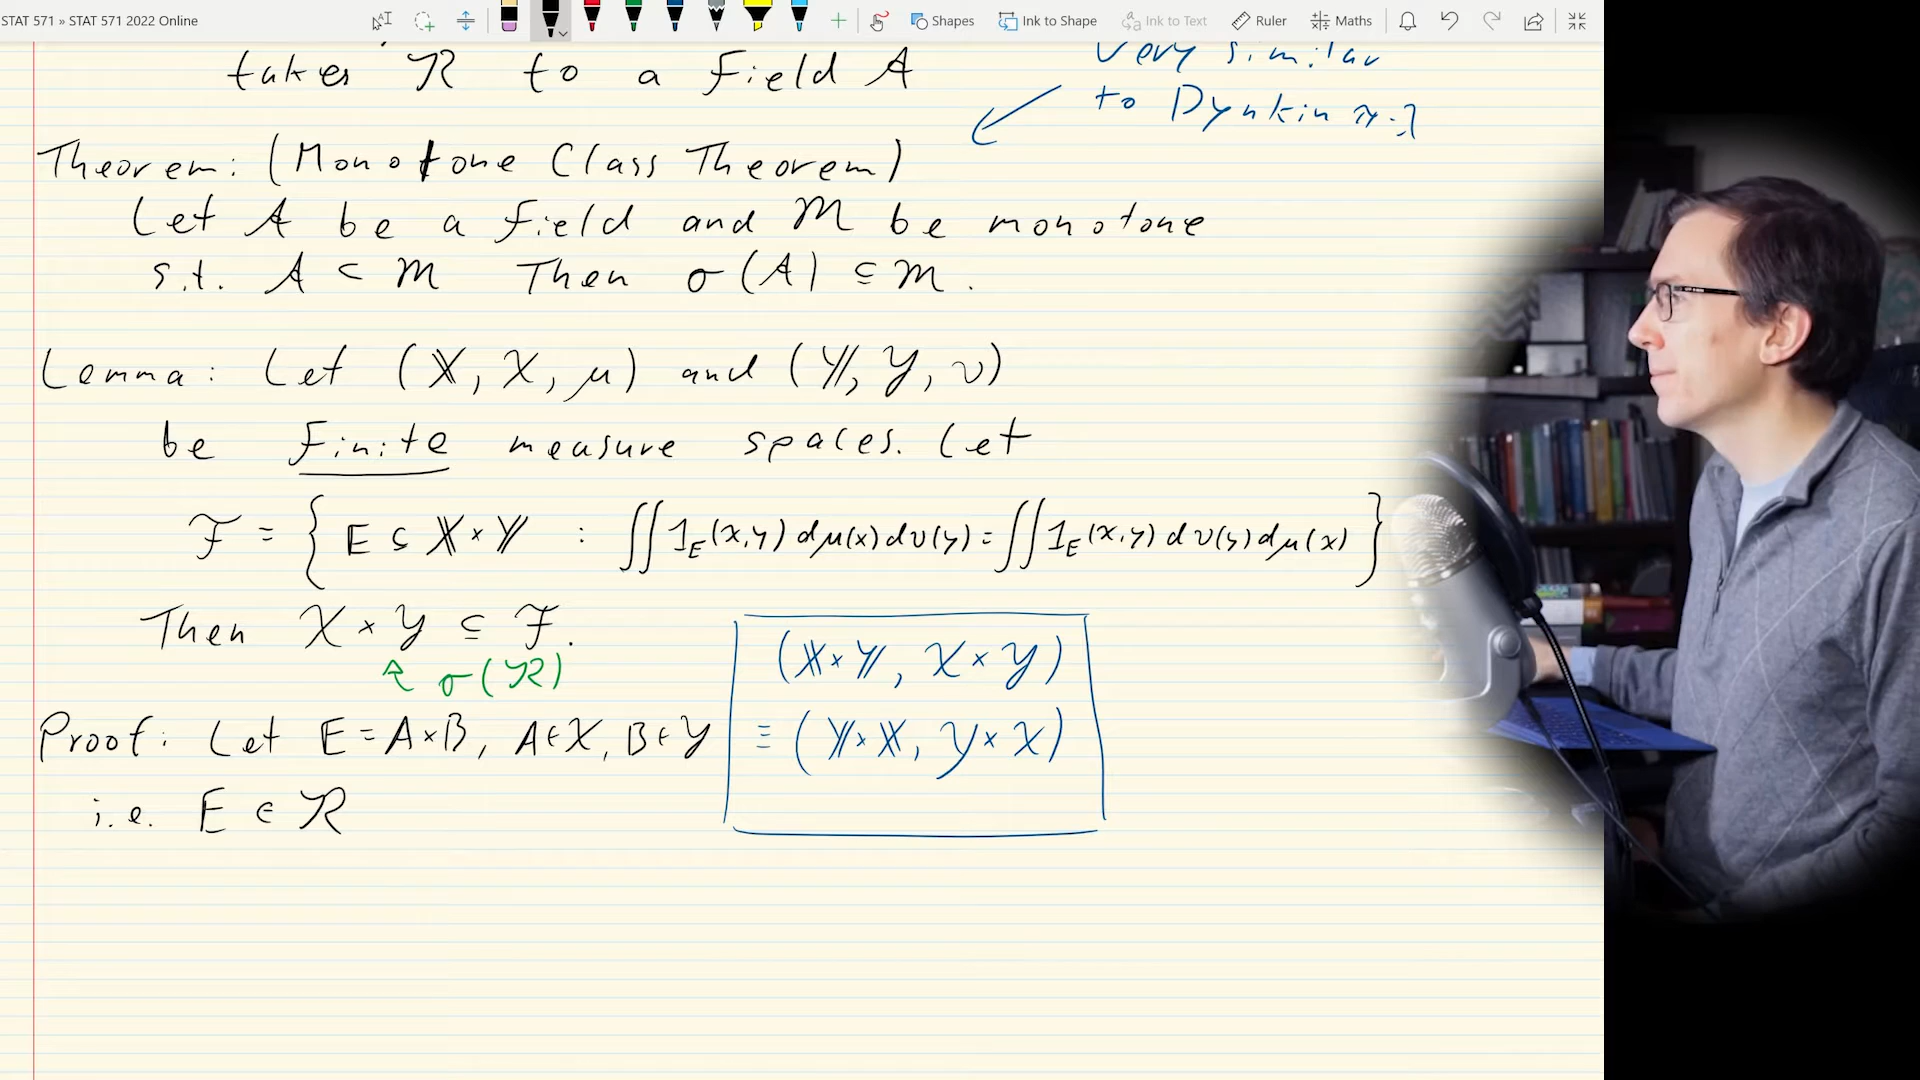 STAT 571 » STAT 571 2022 Online
Shapes Ink to Shape Ink to Text Ruler Maths
takes ℛ to a field 𝒜
very similar
to Dynkin π-λ
Theorem: (Monotone Class Theorem)
Let 𝒜 be a field and ℳ be monotone
s.t. 𝒜 ⊂ ℳ Then σ(𝒜) ⊆ ℳ.
Lemma: Let (𝕏, 𝒳, μ) and (𝕐, 𝒴, ν)
be finite measure spaces. Let
ℱ = { E ⊆ 𝕏×𝕐 : ∬ 1_E(x,y) dμ(x)dν(y) = ∬ 1_E(x,y) dν(y)dμ(x) }
Then 𝒳 × 𝒴 ⊆ ℱ.
↖ σ(ℛ)
(𝕏×𝕐, 𝒳×𝒴)
≡ (𝕐×𝕏, 𝒴×𝒳)
Proof: Let E = A×B, A∈𝒳, B∈𝒴
i.e. E ∈ ℛ